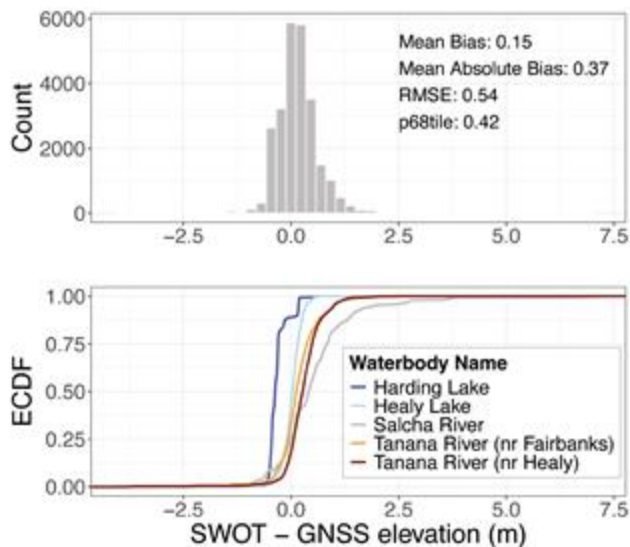 6000
4000
2000
0
Count
Mean Bias: 0.15
Mean Absolute Bias: 0.37
RMSE: 0.54
p68tile: 0.42
−2.5 0.0 2.5 5.0 7.5
1.00
0.75
0.50
0.25
0.00
ECDF
Waterbody Name
Harding Lake
Healy Lake
Salcha River
Tanana River (nr Fairbanks)
Tanana River (nr Healy)
−2.5 0.0 2.5 5.0 7.5
SWOT − GNSS elevation (m)